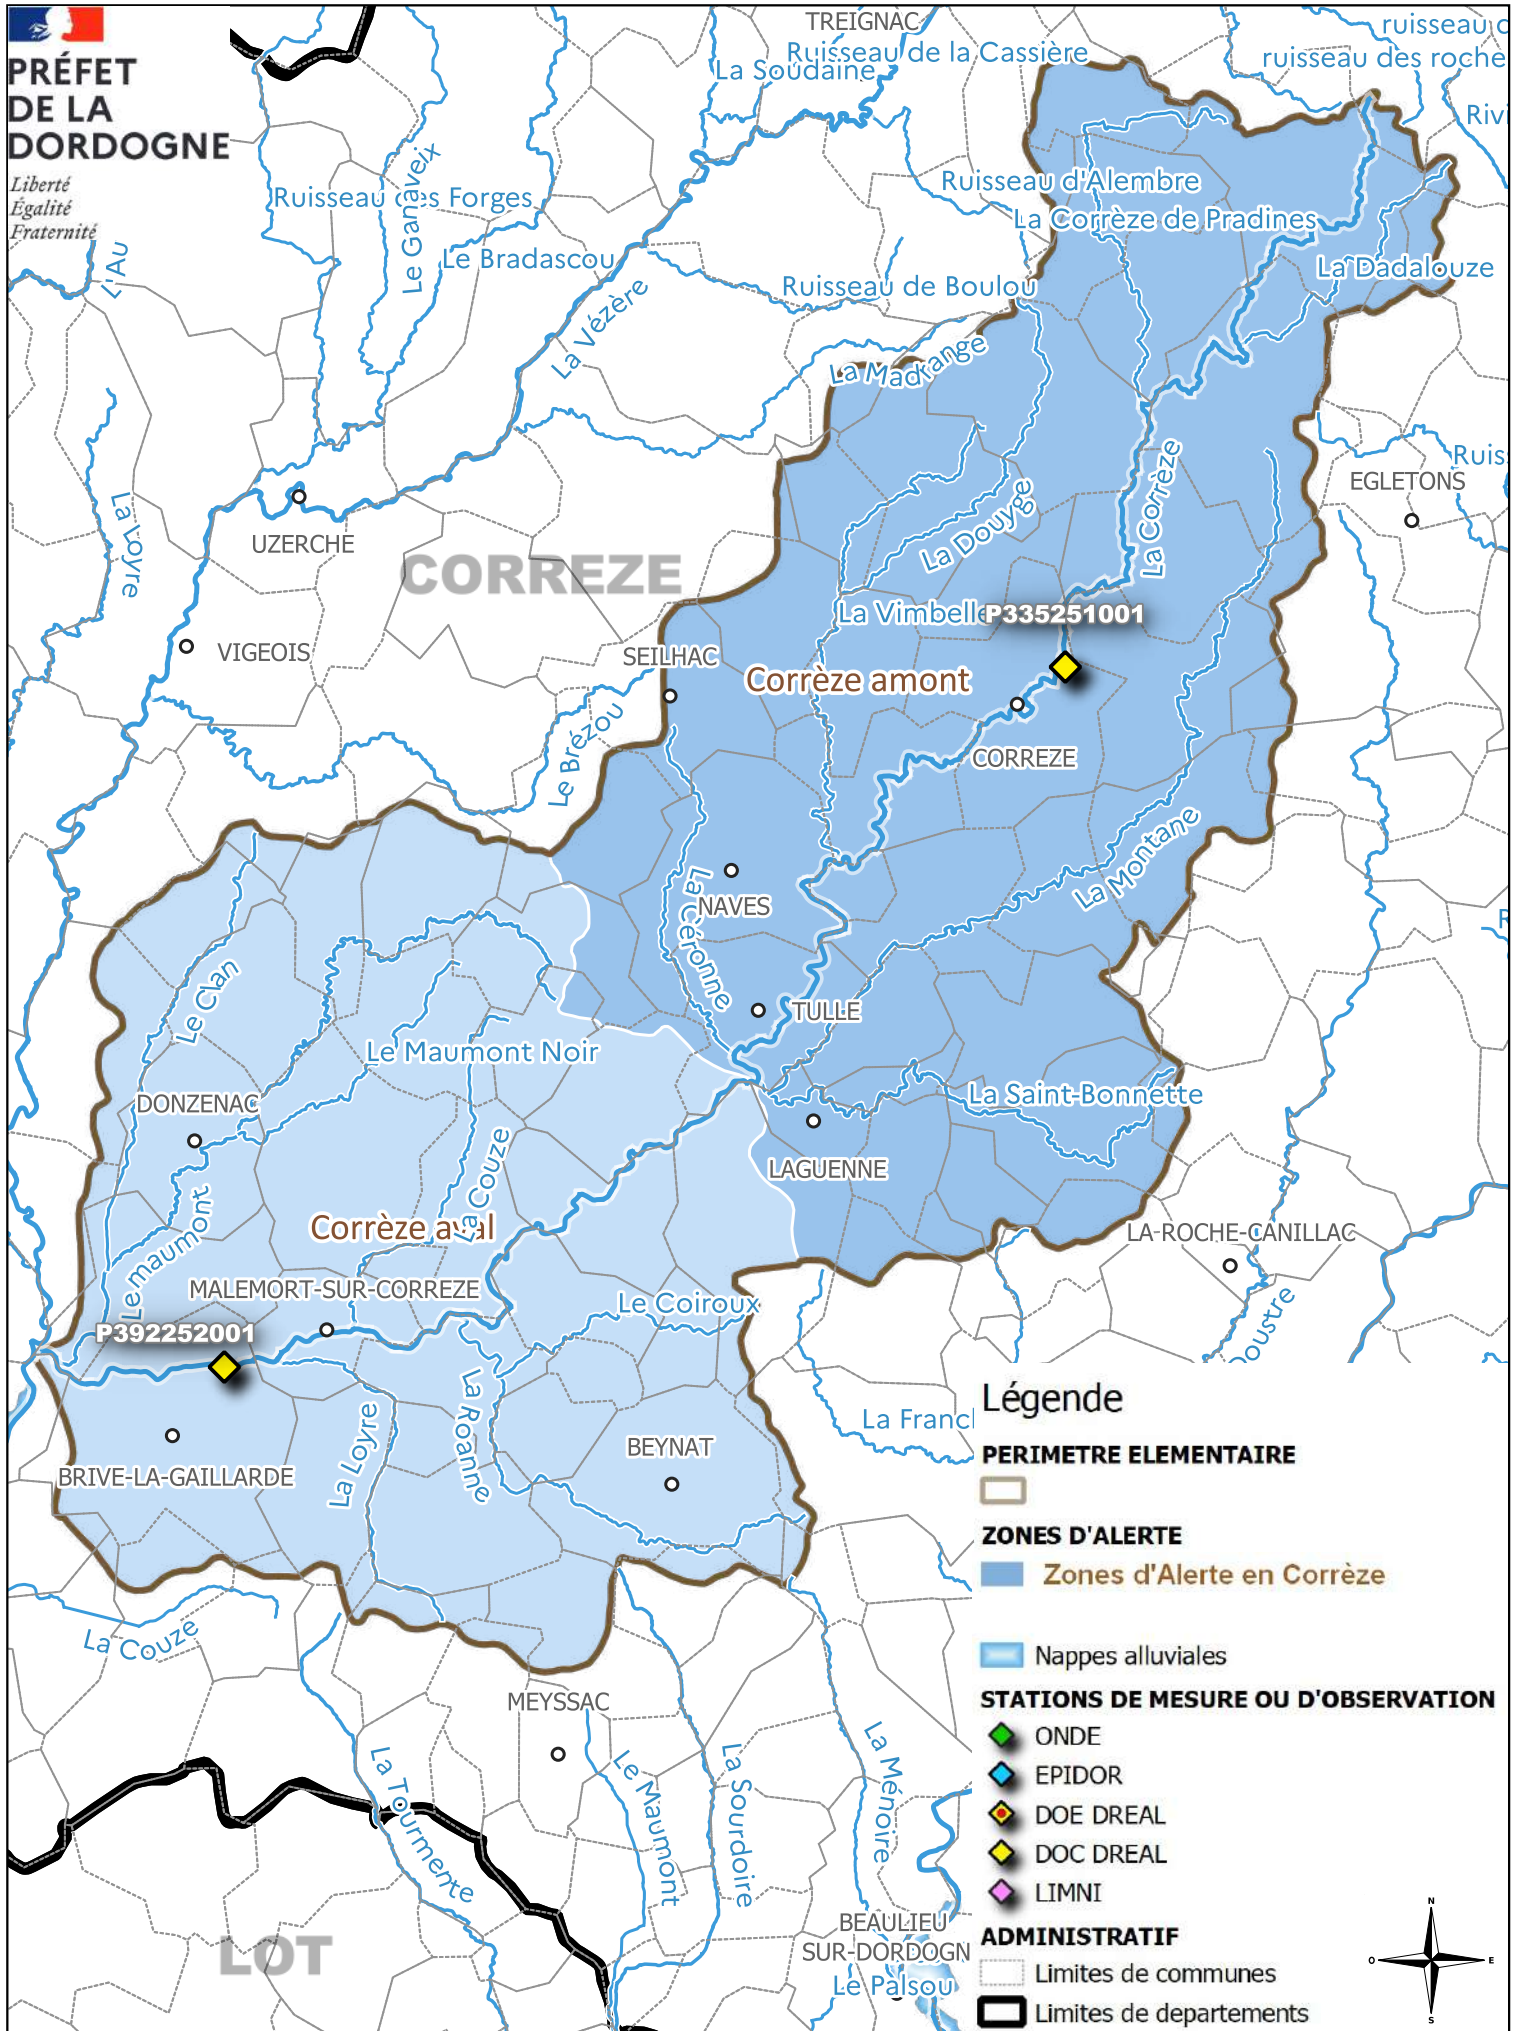 PRÉFET
DE LA
DORDOGNE
Liberté
Égalité
Fraternité
TREIGNAC
Ruisseau de la Cassière
La Soudaine
ruisseau des roche
Ruisseau d'Alembre
La Corrèze de Pradines
Ruisseau des Forges
Le Ganaveix
Le Bradascou
La Dadalouze
L'Au
Ruisseau de Boulou
La Vézère
La Madrange
EGLETONS
La Corrèze
La Loyre
La Douyge
UZERCHE
CORREZE
La Vimbelle
P335251001
VIGEOIS
SEILHAC
Corrèze amont
Le Brézou
CORREZE
La Montane
NAVES
La Céronne
Le Clan
TULLE
Le Maumont Noir
DONZENAC
La Saint-Bonnette
La Couze
LAGUENNE
Le maumont
Corrèze aval
LA-ROCHE-CANILLAC
MALEMORT-SUR-CORREZE
Le Coiroux
P392252001
Doustre
La Roanne
La Loyre
La Franc
BEYNAT
BRIVE-LA-GAILLARDE
La Couze
MEYSSAC
La Tourmente
Le Maumont
La Sourdoire
La Ménoire
BEAULIEU
SUR-DORDOGN
Le Palsou
LOT
Légende
PERIMETRE ELEMENTAIRE
ZONES D'ALERTE
Zones d'Alerte en Corrèze
Nappes alluviales
STATIONS DE MESURE OU D'OBSERVATION
ONDE
EPIDOR
DOE DREAL
DOC DREAL
LIMNI
ADMINISTRATIF
Limites de communes
Limites de departements
N
O
E
S